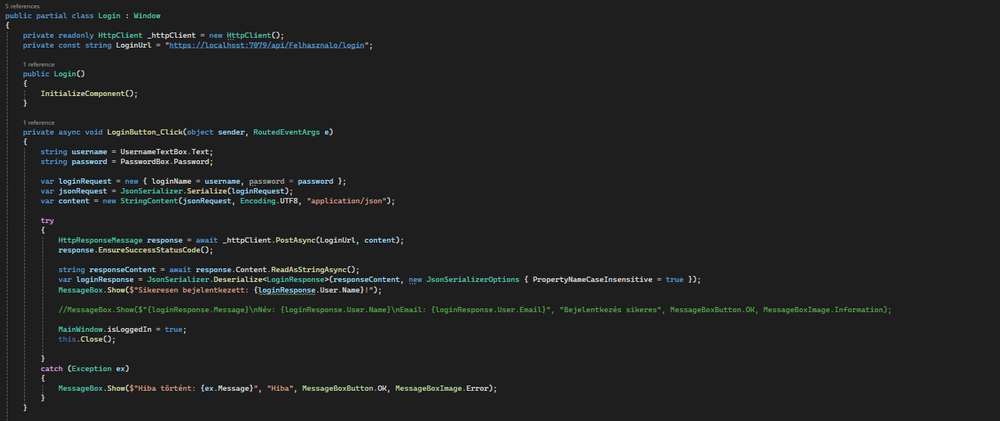 5 references
public partial class Login : Window
{
private readonly HttpClient _httpClient = new HttpClient();
private const string LoginUrl = "https://localhost:7079/api/Felhasznalo/login";
1 reference
public Login()
{
InitializeComponent();
}
1 reference
private async void LoginButton_Click(object sender, RoutedEventArgs e)
{
string username = UsernameTextBox.Text;
string password = PasswordBox.Password;
var loginRequest = new { loginName = username, password = password };
var jsonRequest = JsonSerializer.Serialize(loginRequest);
var content = new StringContent(jsonRequest, Encoding.UTF8, "application/json");
try
{
HttpResponseMessage response = await _httpClient.PostAsync(LoginUrl, content);
response.EnsureSuccessStatusCode();
string responseContent = await response.Content.ReadAsStringAsync();
var loginResponse = JsonSerializer.Deserialize<LoginResponse>(responseContent, new JsonSerializerOptions { PropertyNameCaseInsensitive = true });
MessageBox.Show($"Sikeresen bejelentkezett: {loginResponse.User.Name}!");
//MessageBox.Show($"{loginResponse.Message}\nNév: {loginResponse.User.Name}\nEmail: {loginResponse.User.Email}", "Bejelentkezés sikeres", MessageBoxButton.OK, MessageBoxImage.Information);
MainWindow.isLoggedIn = true;
this.Close();
}
catch (Exception ex)
{
MessageBox.Show($"Hiba történt: {ex.Message}", "Hiba", MessageBoxButton.OK, MessageBoxImage.Error);
}
}